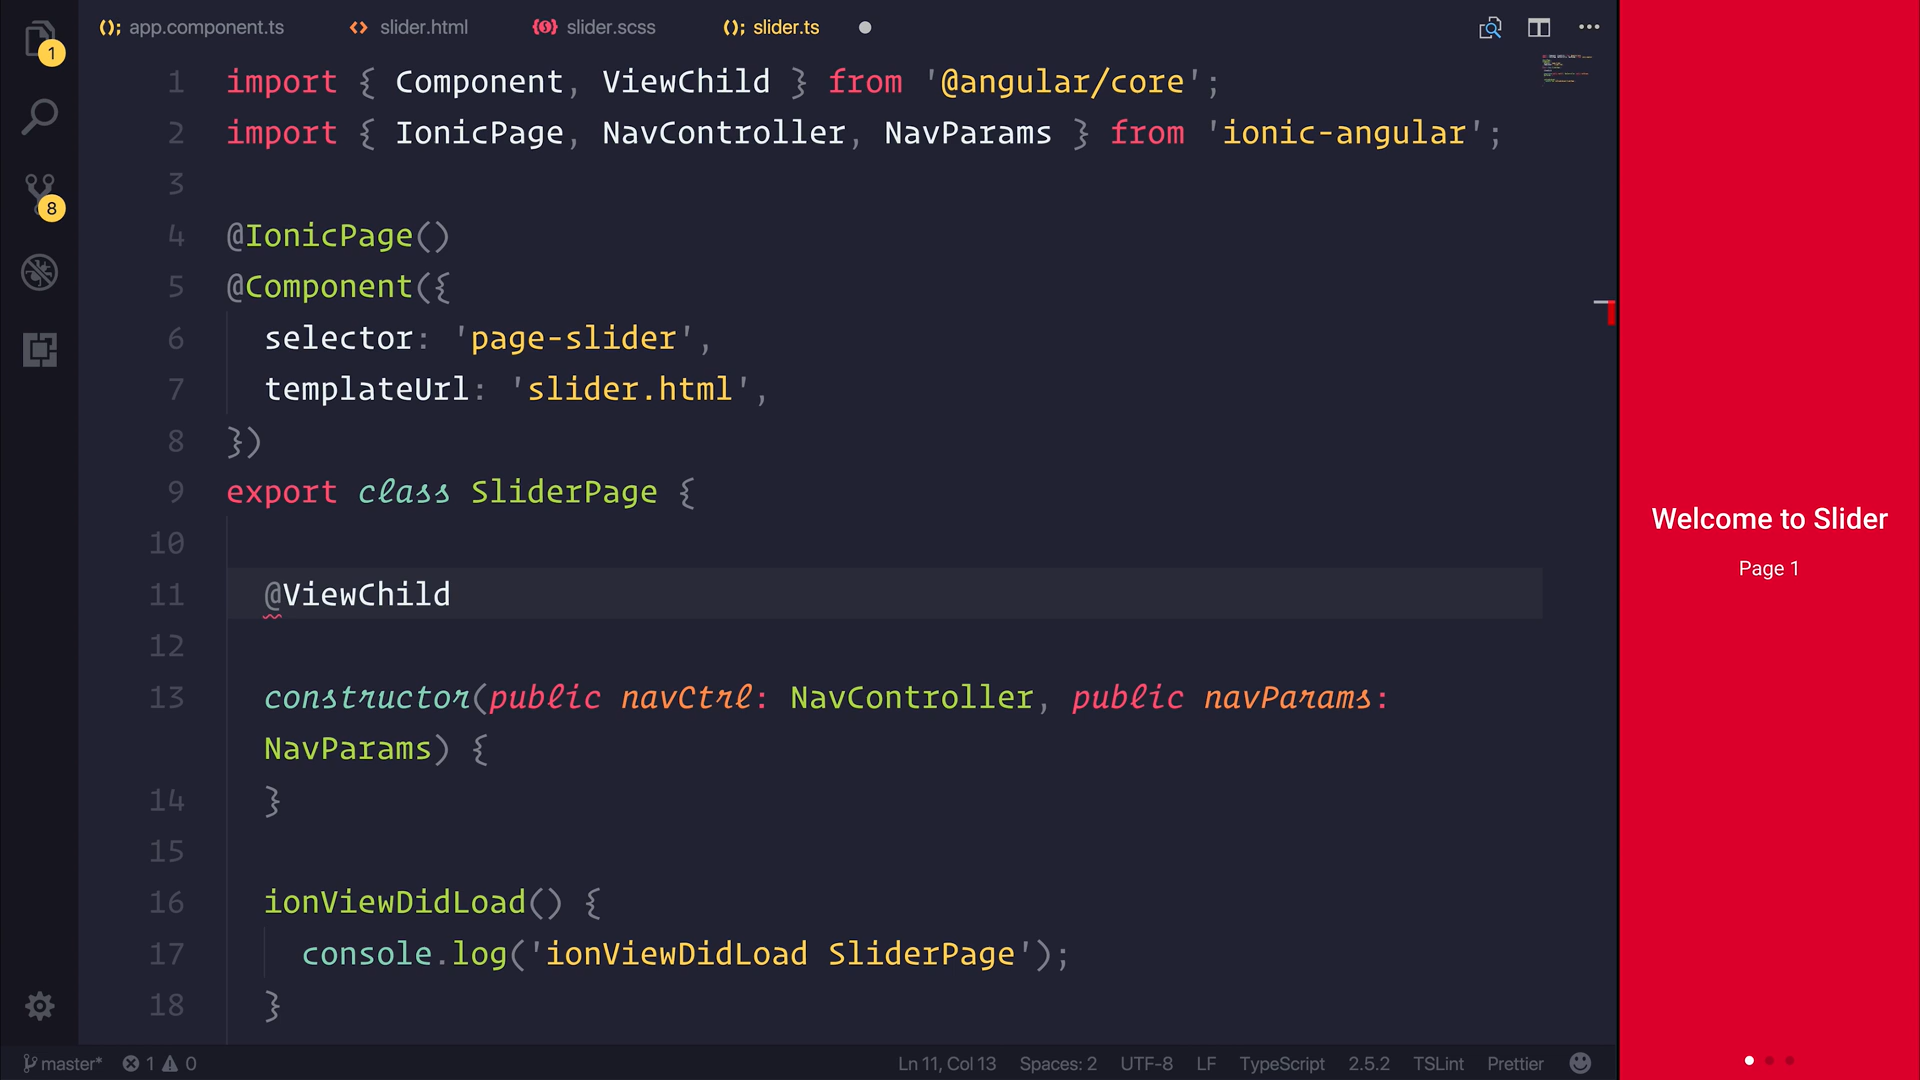 (); app.component.ts <> slider.html slider.scss (); slider.ts
1
8
1 import { Component, ViewChild } from '@angular/core';
2 import { IonicPage, NavController, NavParams } from 'ionic-angular';
3
4 @IonicPage()
5 @Component({
6 selector: 'page-slider',
7 templateUrl: 'slider.html',
8 })
9 export class SliderPage {
10
11 @ViewChild
12
13 constructor(public navCtrl: NavController, public navParams:
NavParams) {
14 }
15
16 ionViewDidLoad() {
17 console.log('ionViewDidLoad SliderPage');
18 }
Welcome to Slider
Page 1
master* 1 0 Ln 11, Col 13 Spaces: 2 UTF-8 LF TypeScript 2.5.2 TSLint Prettier